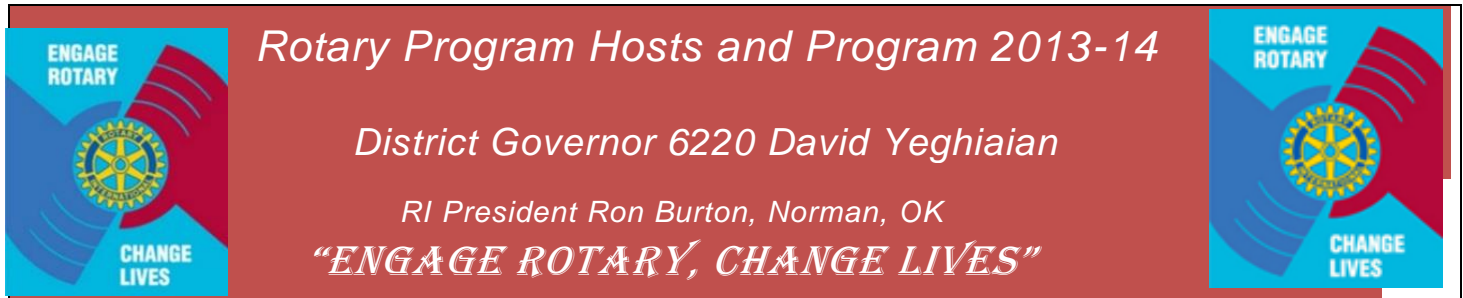 ENGAGE
ROTARY
CHANGE
LIVES
Rotary Program Hosts and Program 2013-14
District Governor 6220 David Yeghiaian
RI President Ron Burton, Norman, OK
“ENGAGE ROTARY, CHANGE LIVES”
ENGAGE
ROTARY
CHANGE
LIVES